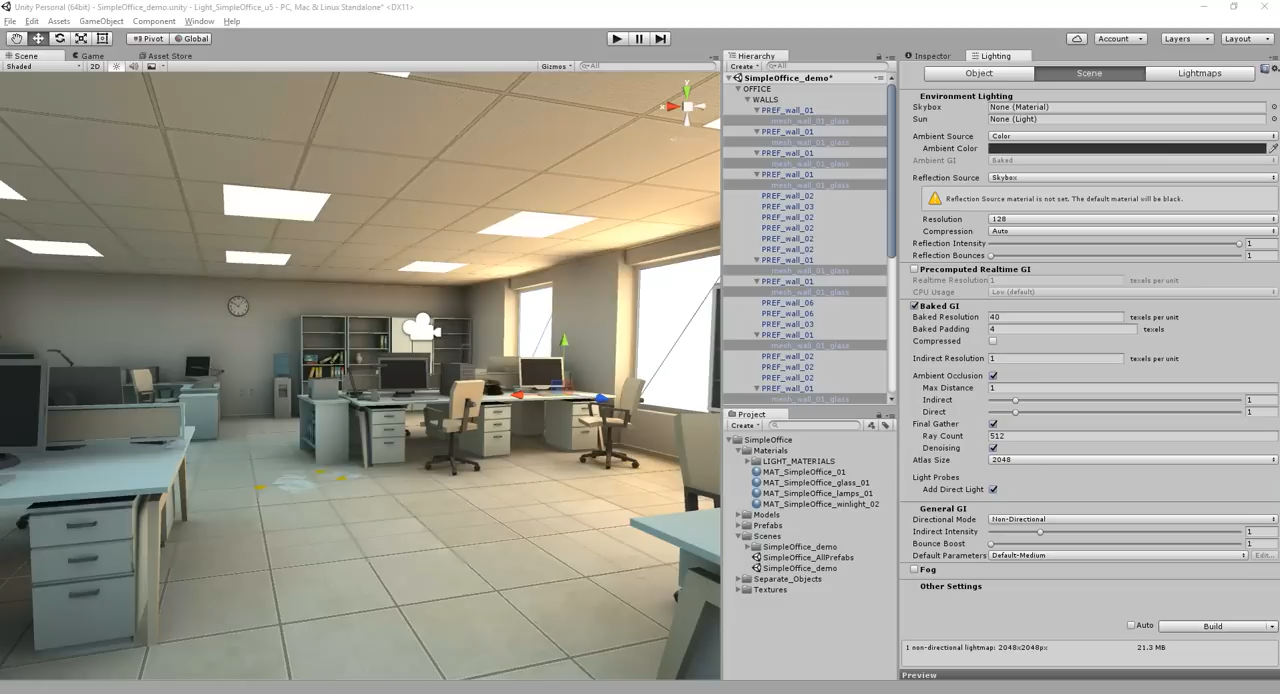 Unity Personal (64bit) - SimpleOffice_demo.unity - Light_SimpleOffice_u5 - PC, Mac & Linux Standalone* <DX11>
File Edit Assets GameObject Component Window Help
Pivot Global Account Layers Layout
Scene Game Asset Store
Shaded 2D Gizmos All
y
x
Hierarchy
Create All
SimpleOffice_demo*
OFFICE
WALLS
PREF_wall_01
mesh_wall_01_glass
PREF_wall_01
mesh_wall_01_glass
PREF_wall_01
mesh_wall_01_glass
PREF_wall_01
mesh_wall_01_glass
PREF_wall_02
PREF_wall_03
PREF_wall_02
PREF_wall_02
PREF_wall_02
PREF_wall_02
PREF_wall_01
mesh_wall_01_glass
PREF_wall_01
mesh_wall_01_glass
PREF_wall_06
PREF_wall_06
PREF_wall_03
PREF_wall_01
mesh_wall_01_glass
PREF_wall_02
PREF_wall_02
PREF_wall_02
PREF_wall_01
mesh_wall_01_glass
Project
Create
SimpleOffice
Materials
LIGHT_MATERIALS
MAT_SimpleOffice_01
MAT_SimpleOffice_glass_01
MAT_SimpleOffice_lamps_01
MAT_SimpleOffice_winlight_02
Models
Prefabs
Scenes
SimpleOffice_demo
SimpleOffice_AllPrefabs
SimpleOffice_demo
Separate_Objects
Textures
Inspector Lighting
Object Scene Lightmaps
Environment Lighting
Skybox None (Material)
Sun None (Light)
Ambient Source Color
Ambient Color
Ambient GI Baked
Reflection Source Skybox
Reflection Source material is not set. The default material will be black.
Resolution 128
Compression Auto
Reflection Intensity 1
Reflection Bounces 1
Precomputed Realtime GI
Realtime Resolution 1 texels per unit
CPU Usage Low (default)
Baked GI
Baked Resolution 40 texels per unit
Baked Padding 4 texels
Compressed
Indirect Resolution 1 texels per unit
Ambient Occlusion
Max Distance 1
Indirect 1
Direct 1
Final Gather
Ray Count 512
Denoising
Atlas Size 2048
Light Probes
Add Direct Light
General GI
Directional Mode Non-Directional
Indirect Intensity 1
Bounce Boost 1
Default Parameters Default-Medium Edit...
Fog
Other Settings
Auto Build
1 non-directional lightmap: 2048x2048px 21.3 MB
Preview